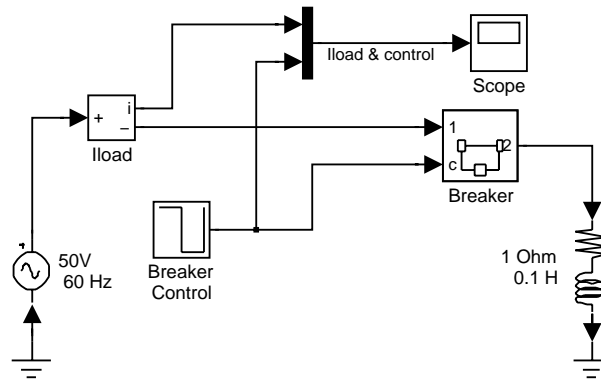 Iload & control
Scope
+
i
–
Iload
1
2
c
Breaker
Breaker
Control
50V
60 Hz
1 Ohm
0.1 H